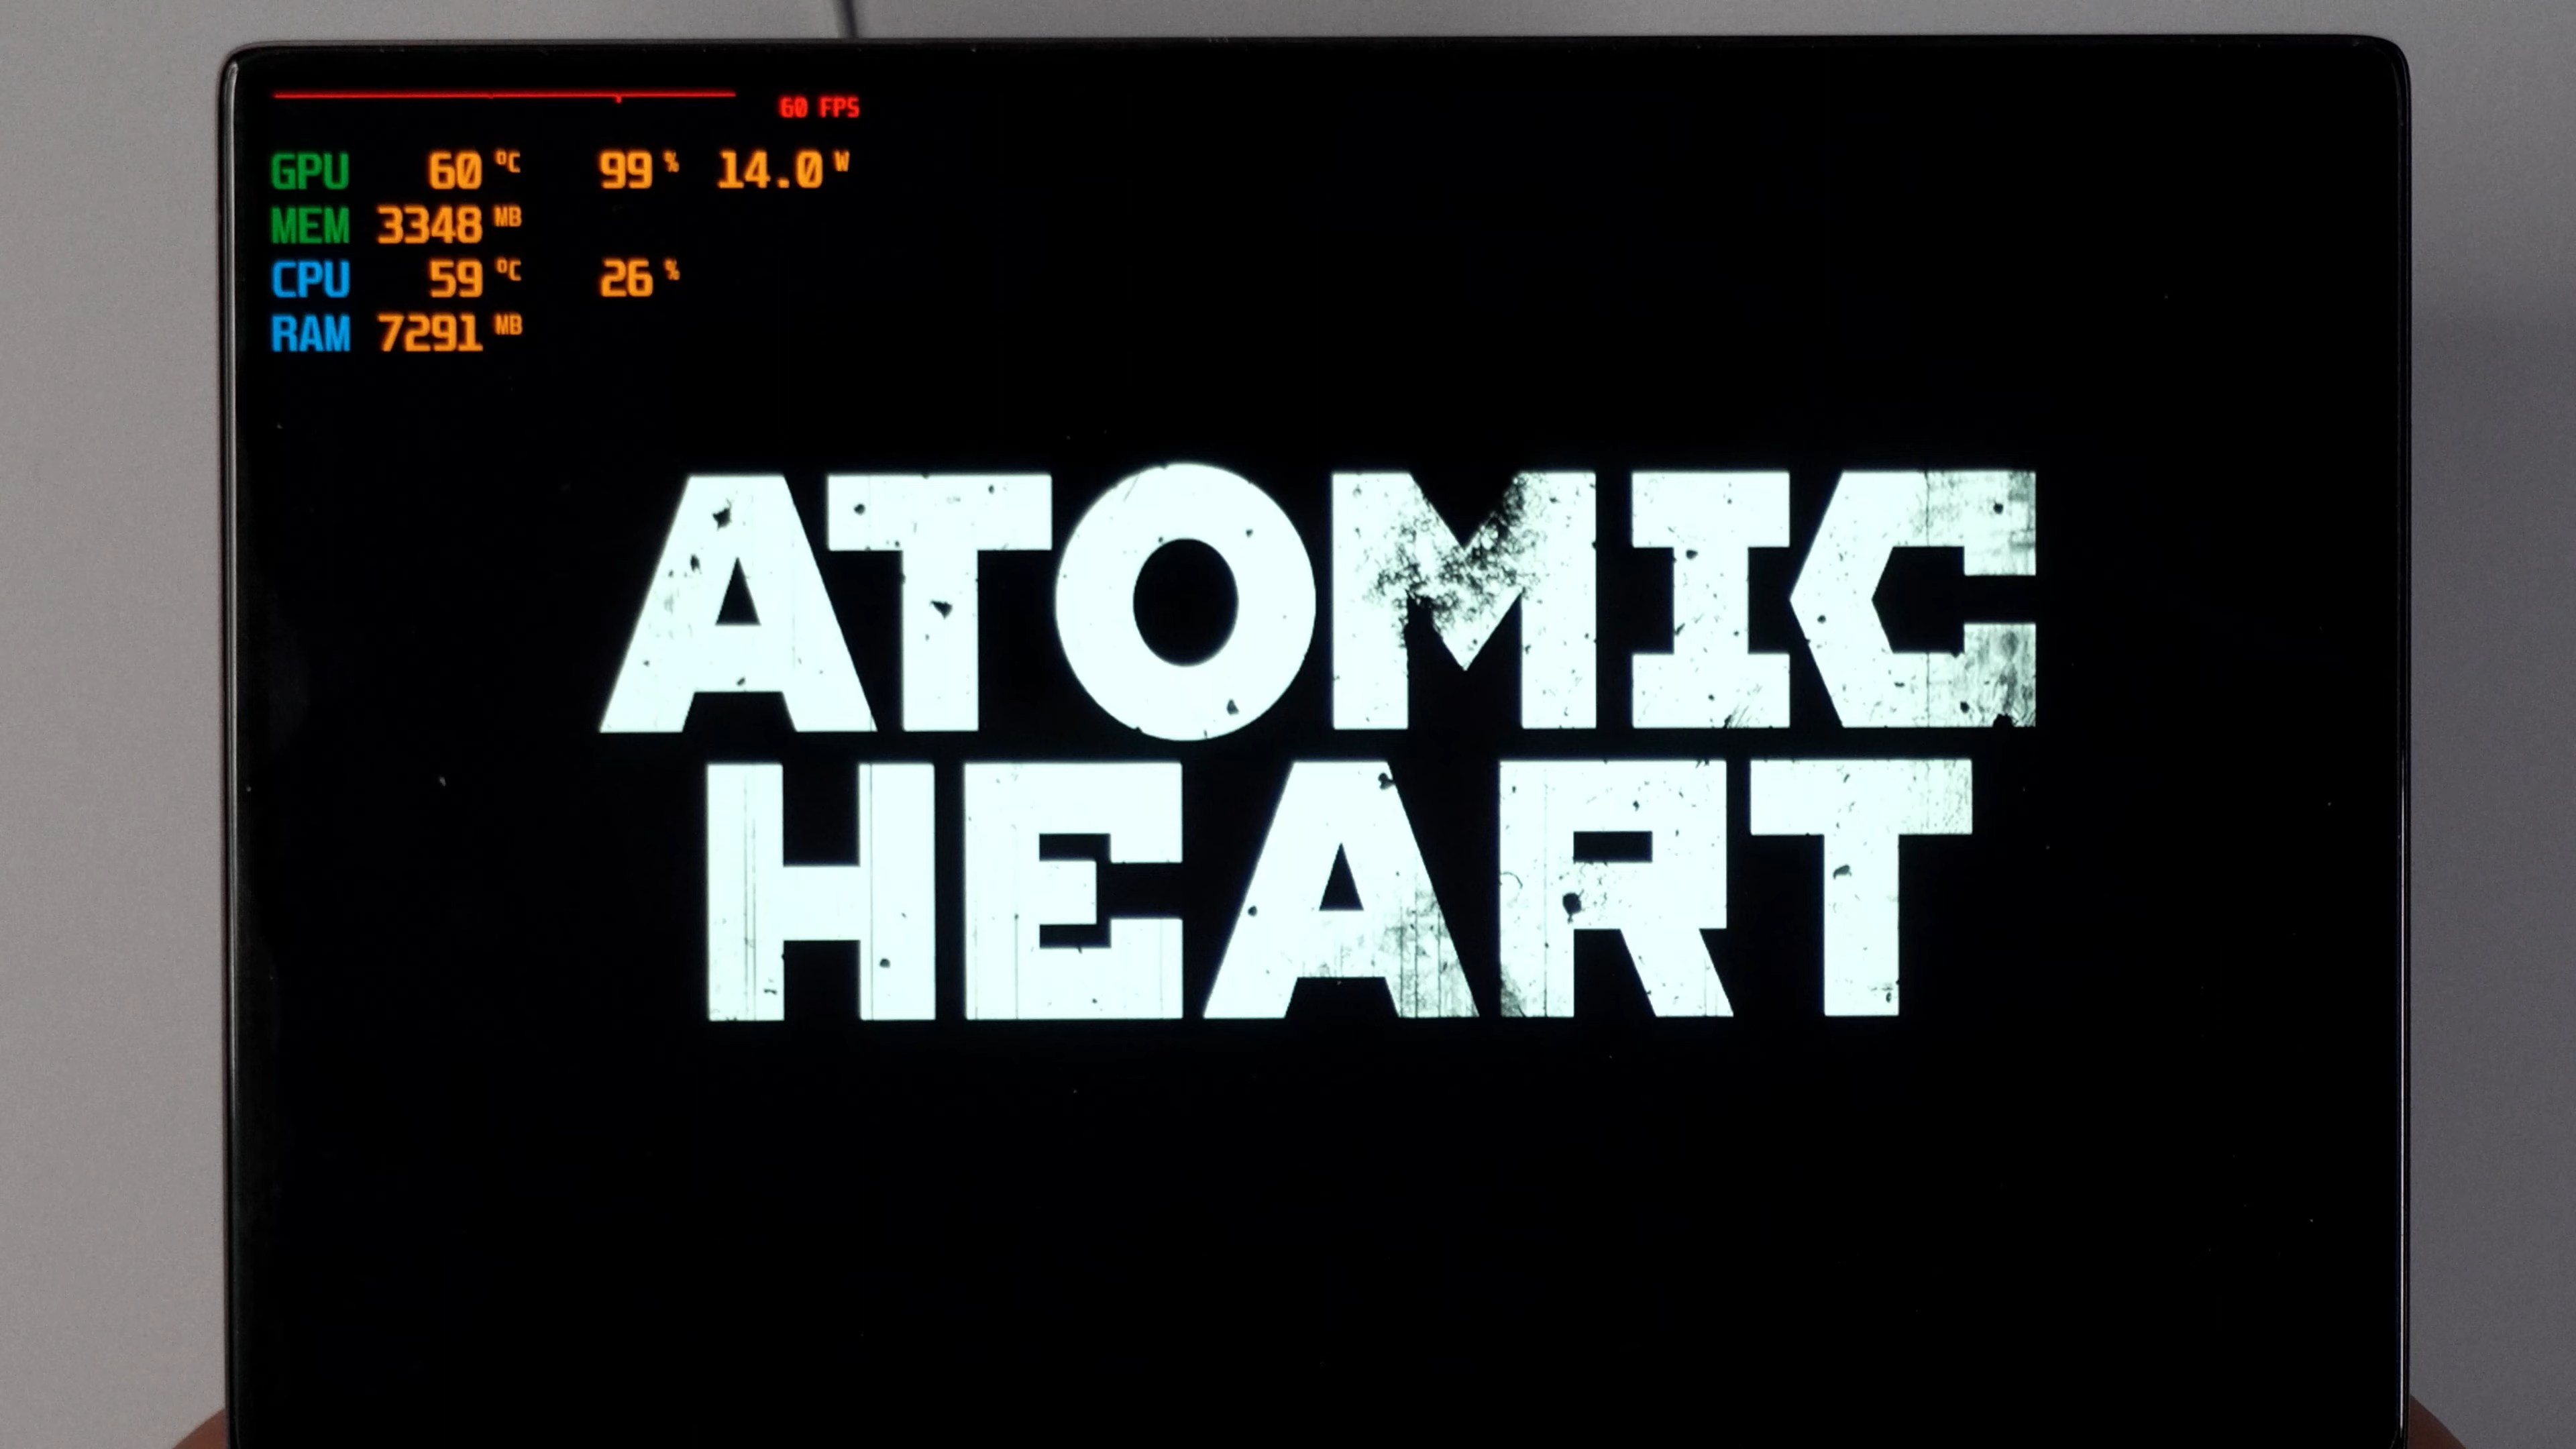 60 FPS
GPU 60 °C 99 % 14.0 W
MEM 3348 MB
CPU 59 °C 26 %
RAM 7291 MB
ATOMIC
HEART